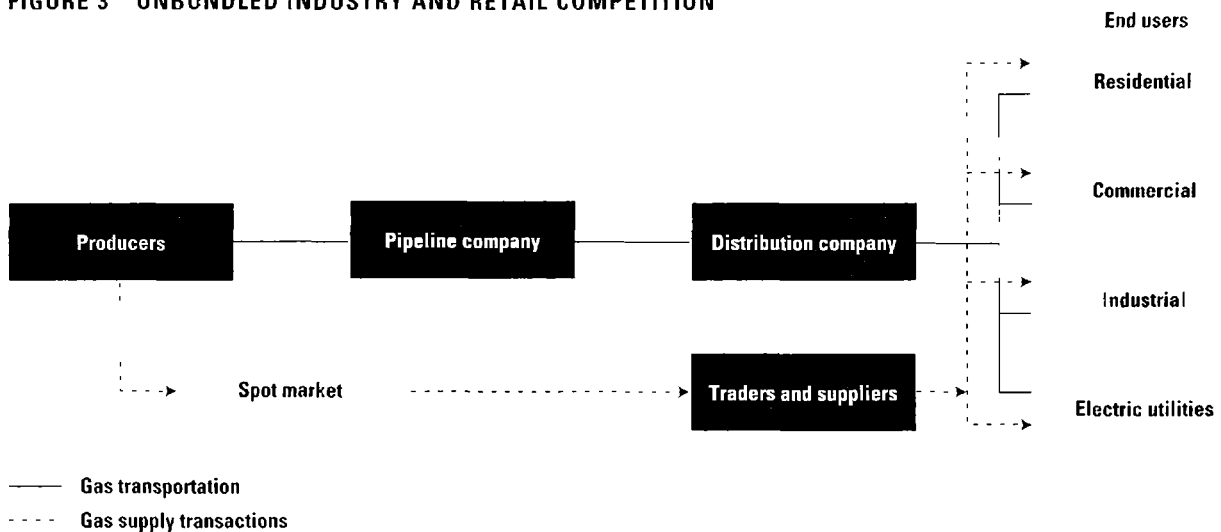 FIGURE 3 UNBUNDLED INDUSTRY AND RETAIL COMPETITION
End users
Residential
Commercial
Producers
Pipeline company
Distribution company
Industrial
Spot market
Traders and suppliers
Electric utilities
Gas transportation
Gas supply transactions